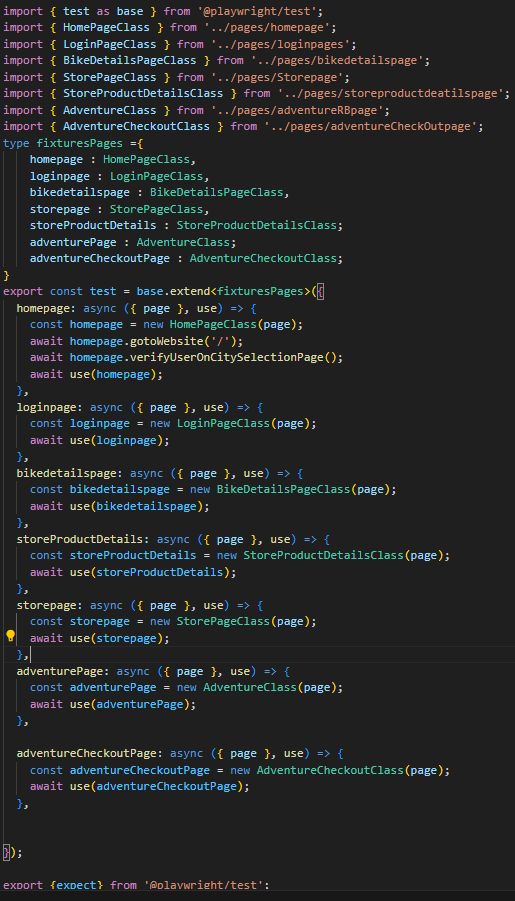 import { test as base } from '@playwright/test';
import { HomePageClass } from '../pages/homepage';
import { LoginPageClass } from '../pages/loginpages';
import { BikeDetailsPageClass } from '../pages/bikedetailspage';
import { StorePageClass } from '../pages/Storepage';
import { StoreProductDetailsClass } from '../pages/storeproductdeatilspage';
import { AdventureClass } from '../pages/adventureRBpage';
import { AdventureCheckoutClass } from '../pages/adventureCheckOutpage';
type fixturesPages ={
    homepage : HomePageClass,
    loginpage : LoginPageClass,
    bikedetailspage : BikeDetailsPageClass,
    storepage : StorePageClass,
    storeProductDetails : StoreProductDetailsClass;
    adventurePage : AdventureClass;
    adventureCheckoutPage : AdventureCheckoutClass;
}
export const test = base.extend<fixturesPages>({
  homepage: async ({ page }, use) => {
    const homepage = new HomePageClass(page);
    await homepage.gotoWebsite('/');
    await homepage.verifyUserOnCitySelectionPage();
    await use(homepage);
  },
  loginpage: async ({ page }, use) => {
    const loginpage = new LoginPageClass(page);
    await use(loginpage);
  },
  bikedetailspage: async ({ page }, use) => {
    const bikedetailspage = new BikeDetailsPageClass(page);
    await use(bikedetailspage);
  },
  storeProductDetails: async ({ page }, use) => {
    const storeProductDetails = new StoreProductDetailsClass(page);
    await use(storeProductDetails);
  },
  storepage: async ({ page }, use) => {
    const storepage = new StorePageClass(page);
    await use(storepage);
  },
  adventurePage: async ({ page }, use) => {
    const adventurePage = new AdventureClass(page);
    await use(adventurePage);
  },
  adventureCheckoutPage: async ({ page }, use) => {
    const adventureCheckoutPage = new AdventureCheckoutClass(page);
    await use(adventureCheckoutPage);
  },
});
export {expect} from '@playwright/test';